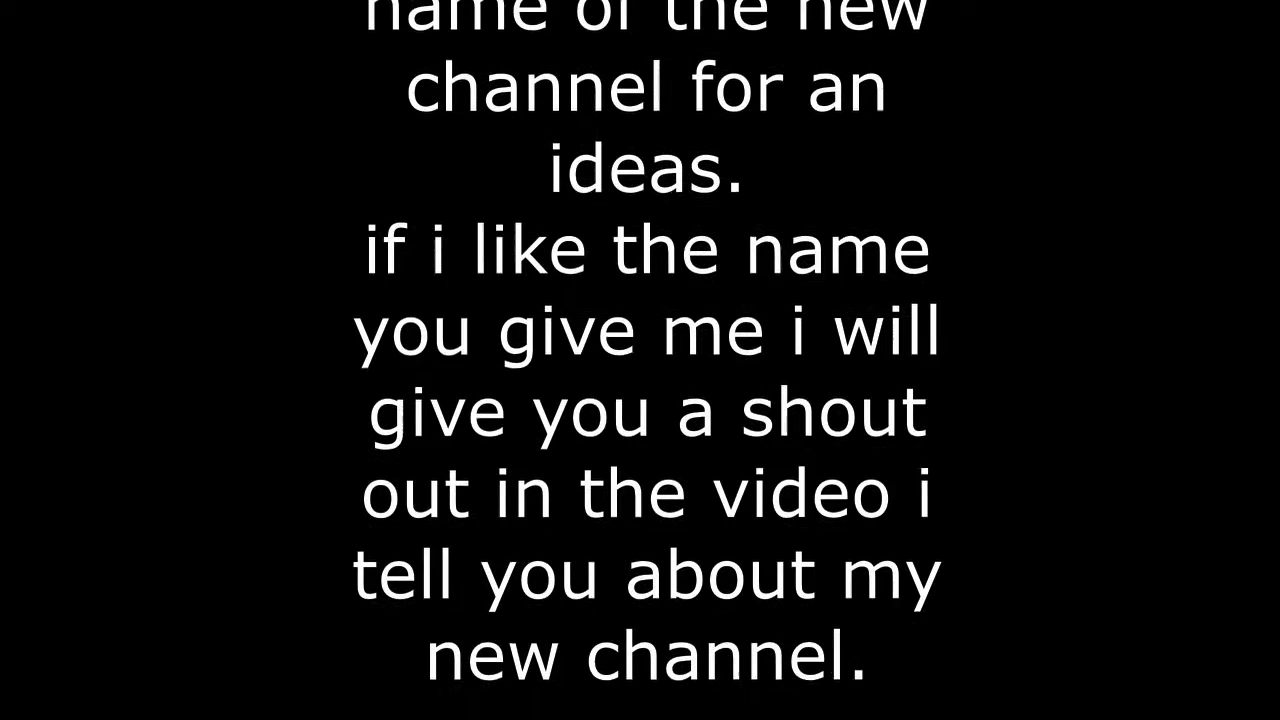 name of the new
channel for an
ideas.
if i like the name
you give me i will
give you a shout
out in the video i
tell you about my
new channel.